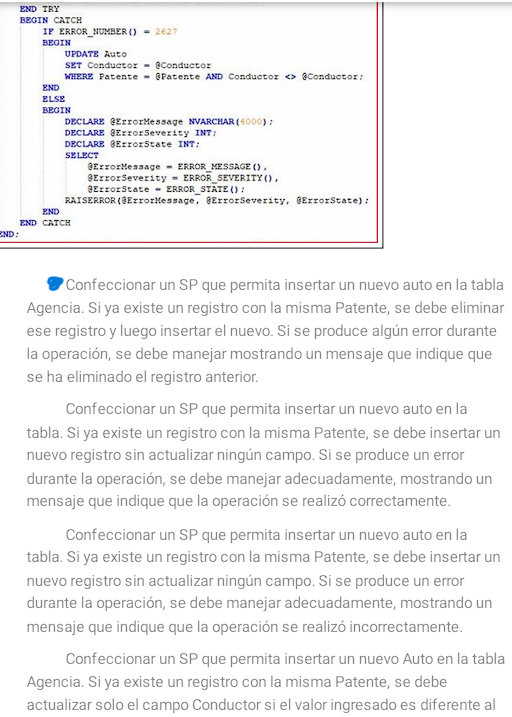 END TRY
BEGIN CATCH
IF ERROR_NUMBER() = 2627
BEGIN
UPDATE Auto
SET Conductor = @Conductor
WHERE Patente = @Patente AND Conductor <> @Conductor;
END
ELSE
BEGIN
DECLARE @ErrorMessage NVARCHAR(4000);
DECLARE @ErrorSeverity INT;
DECLARE @ErrorState INT;
SELECT
@ErrorMessage = ERROR_MESSAGE(),
@ErrorSeverity = ERROR_SEVERITY(),
@ErrorState = ERROR_STATE();
RAISERROR(@ErrorMessage, @ErrorSeverity, @ErrorState);
END
END CATCH
END;
Confeccionar un SP que permita insertar un nuevo auto en la tabla
Agencia. Si ya existe un registro con la misma Patente, se debe eliminar
ese registro y luego insertar el nuevo. Si se produce algún error durante
la operación, se debe manejar mostrando un mensaje que indique que
se ha eliminado el registro anterior.
Confeccionar un SP que permita insertar un nuevo auto en la
tabla. Si ya existe un registro con la misma Patente, se debe insertar un
nuevo registro sin actualizar ningún campo. Si se produce un error
durante la operación, se debe manejar adecuadamente, mostrando un
mensaje que indique que la operación se realizó correctamente.
Confeccionar un SP que permita insertar un nuevo auto en la
tabla. Si ya existe un registro con la misma Patente, se debe insertar un
nuevo registro sin actualizar ningún campo. Si se produce un error
durante la operación, se debe manejar adecuadamente, mostrando un
mensaje que indique que la operación se realizó incorrectamente.
Confeccionar un SP que permita insertar un nuevo Auto en la tabla
Agencia. Si ya existe un registro con la misma Patente, se debe
actualizar solo el campo Conductor si el valor ingresado es diferente al